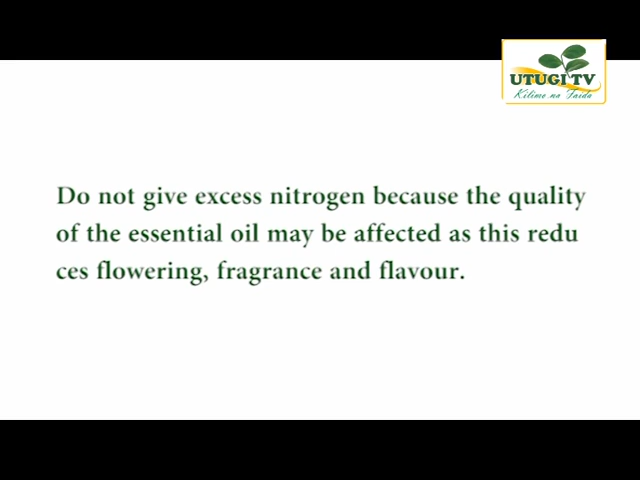 UTUGI TV
Kilimo na Faida
Do not give excess nitrogen because the quality
of the essential oil may be affected as this redu
ces flowering, fragrance and flavour.